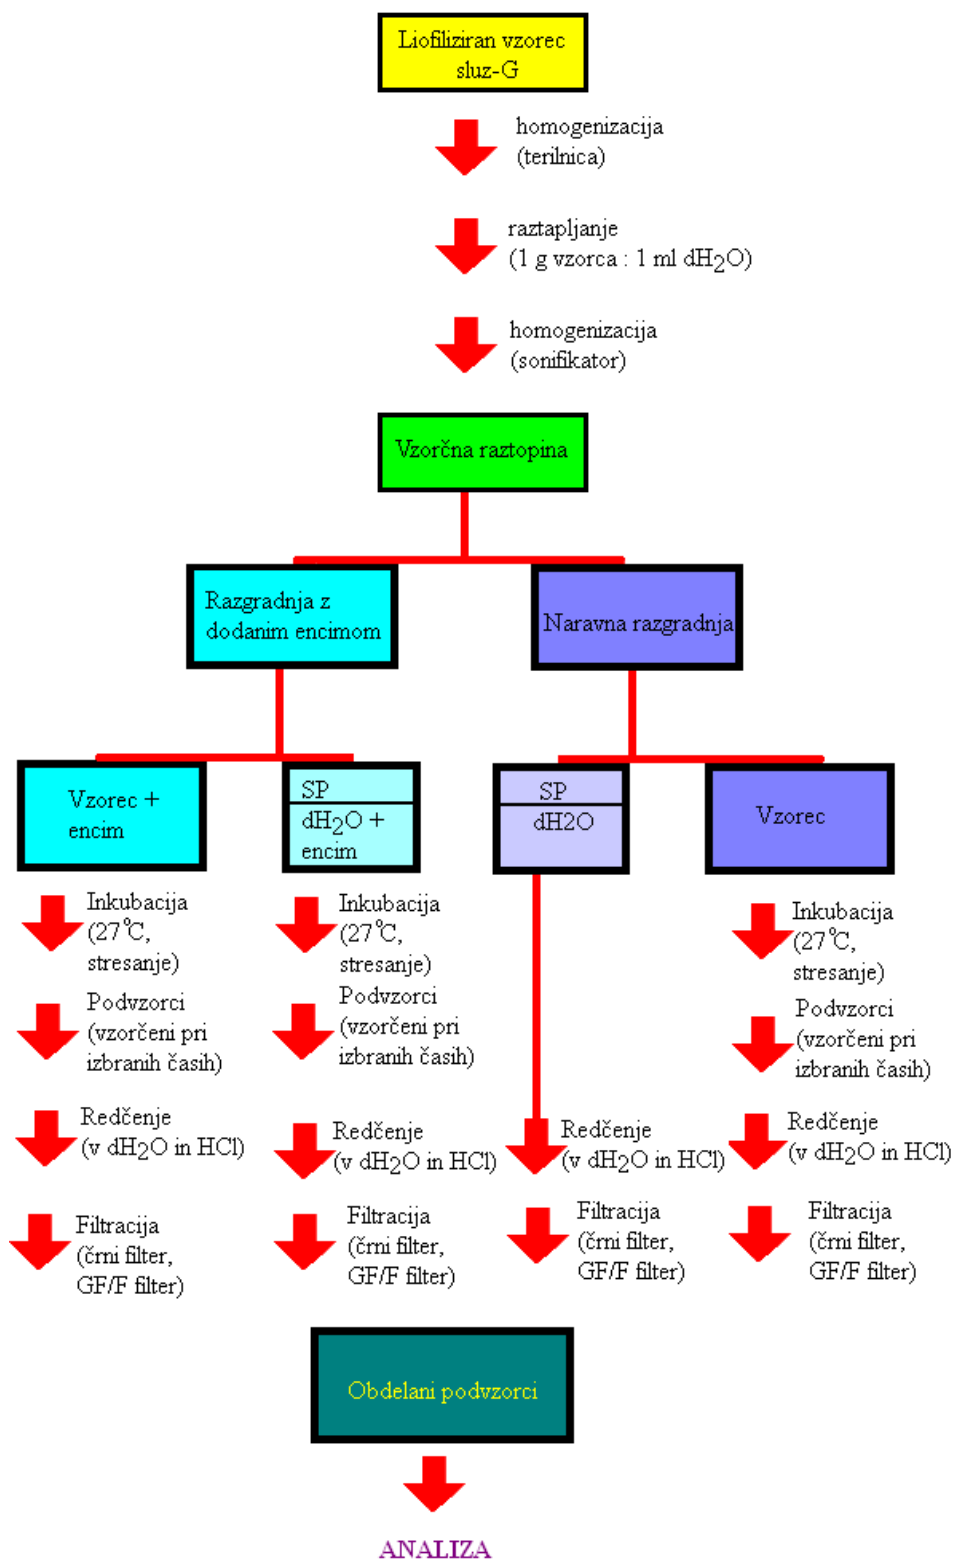 Liofiliziran vzorec
sluz-G
homogenizacija
(terilnica)
raztapljanje
(1 g vzorca : 1 ml dH2O)
homogenizacija
(sonifikator)
Vzorčna raztopina
Razgradnja z
dodanim encimom
Naravna razgradnja
Vzorec +
encim
SP
dH2O +
encim
SP
dH2O
Vzorec
Inkubacija
(27°C,
stresanje)
Podvzorci
(vzorčeni pri
izbranih časih)
Redčenje
(v dH2O in HCl)
Filtracija
(črni filter,
GF/F filter)
Inkubacija
(27°C,
stresanje)
Podvzorci
(vzorčeni pri
izbranih časih)
Redčenje
(v dH2O in HCl)
Filtracija
(črni filter,
GF/F filter)
Redčenje
(v dH2O in HCl)
Filtracija
(črni filter,
GF/F filter)
Inkubacija
(27°C,
stresanje)
Podvzorci
(vzorčeni pri
izbranih časih)
Redčenje
(v dH2O in HCl)
Filtracija
(črni filter,
GF/F filter)
Obdelani podvzorci
ANALIZA